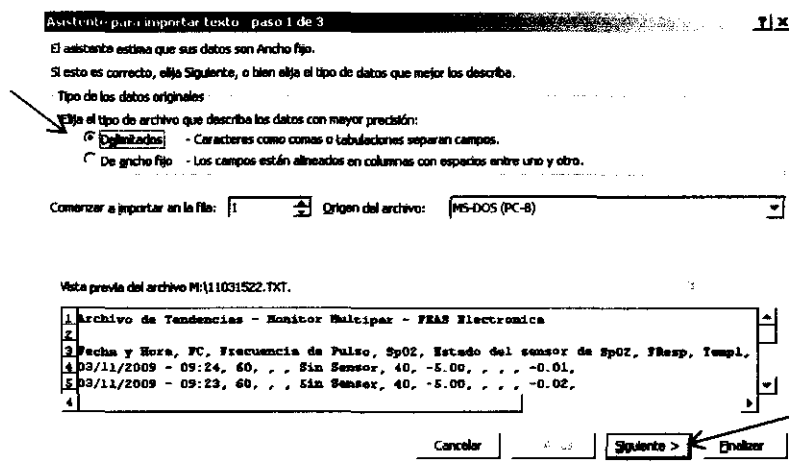 Asistente para importar texto - paso 1 de 3 ? x
El asistente estima que sus datos son Ancho fijo.
Si esto es correcto, elija Siguiente, o bien elija el tipo de datos que mejor los describa.
Tipo de los datos originales
Elija el tipo de archivo que describa los datos con mayor precisión:
Delimitados - Caracteres como comas o tabulaciones separan campos.
De ancho fijo - Los campos están alineados en columnas con espacios entre uno y otro.
Comenzar a importar en la fila: 1 Origen del archivo: MS-DOS (PC-8)
Vista previa del archivo M:\11031522.TXT.
1 Archivo de Tendencias - Monitor Multipar - FEAS Electronica
2
3 Fecha y Hora, FC, Frecuencia de Pulso, SpO2, Estado del sensor de SpO2, FResp, Temp1,
4 03/11/2009 - 09:24, 60, , , Sin Sensor, 40, -5.00, , , , -0.01,
5 03/11/2009 - 09:23, 60, , , Sin Sensor, 40, -5.00, , , , -0.02,
Cancelar Siguiente > Finalizar